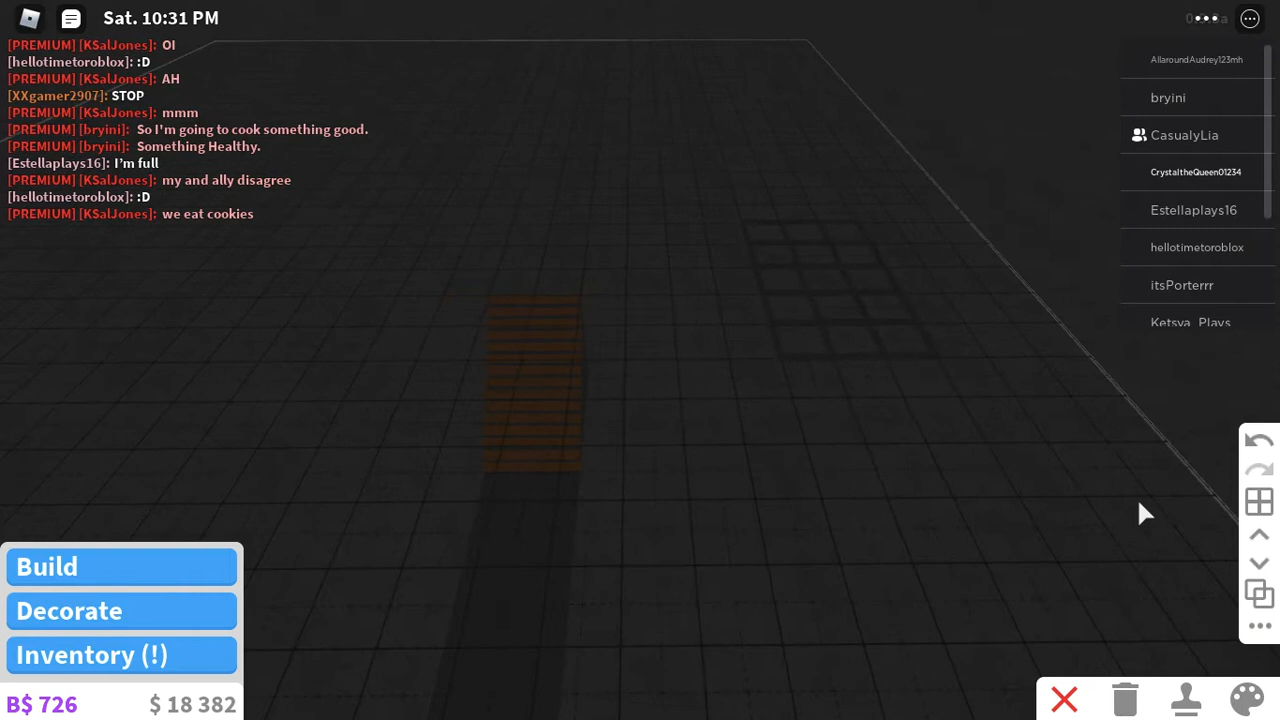 Sat. 10:31 PM
[PREMIUM] [KSalJones]: OI
[hellotimetoroblox]: :D
[PREMIUM] [KSalJones]: AH
[XXgamer2907]: STOP
[PREMIUM] [KSalJones]: mmm
[PREMIUM] [bryini]: So I'm going to cook something good.
[PREMIUM] [bryini]: Something Healthy.
[Estellaplays16]: I'm full
[PREMIUM] [KSalJones]: my and ally disagree
[hellotimetoroblox]: :D
[PREMIUM] [KSalJones]: we eat cookies
AllaroundAudrey123mh
bryini
CasualyLia
CrystaltheQueen01234
Estellaplays16
hellotimetoroblox
itsPorterrr
Ketsya_Plays
Build
Decorate
Inventory (!)
B$ 726 $ 18 382